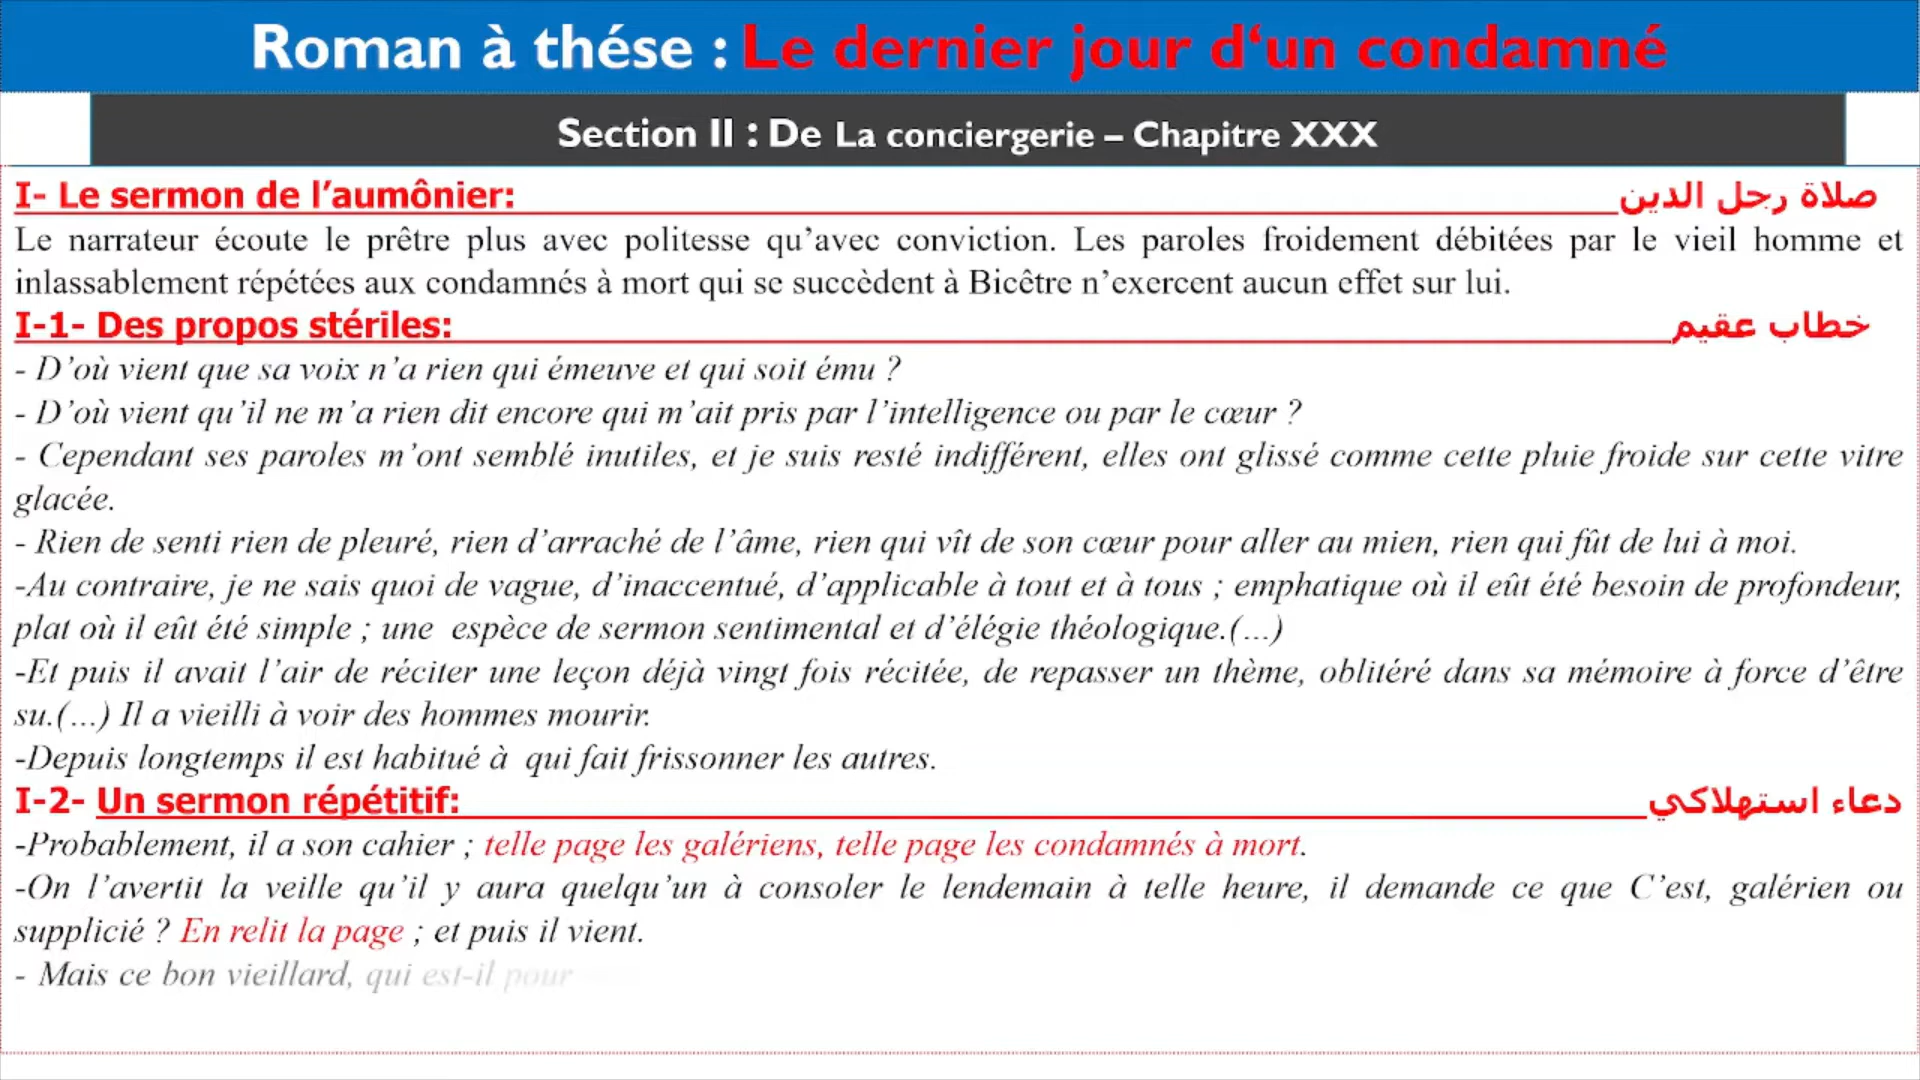 Roman à thése : Le dernier jour d‘un condamné
Section II : De La conciergerie – Chapitre XXX
I- Le sermon de l’aumônier: صلاة رجل الدين
Le narrateur écoute le prêtre plus avec politesse qu’avec conviction. Les paroles froidement débitées par le vieil homme et
inlassablement répétées aux condamnés à mort qui se succèdent à Bicêtre n’exercent aucun effet sur lui.
I-1- Des propos stériles: خطاب عقيم
- D’où vient que sa voix n’a rien qui émeuve et qui soit ému ?
- D’où vient qu’il ne m’a rien dit encore qui m’ait pris par l’intelligence ou par le cœur ?
- Cependant ses paroles m’ont semblé inutiles, et je suis resté indifférent, elles ont glissé comme cette pluie froide sur cette vitre
glacée.
- Rien de senti rien de pleuré, rien d’arraché de l’âme, rien qui vît de son cœur pour aller au mien, rien qui fût de lui à moi.
-Au contraire, je ne sais quoi de vague, d’inaccentué, d’applicable à tout et à tous ; emphatique où il eût été besoin de profondeur,
plat où il eût été simple ; une espèce de sermon sentimental et d’élégie théologique.(…)
-Et puis il avait l’air de réciter une leçon déjà vingt fois récitée, de repasser un thème, oblitéré dans sa mémoire à force d’être
su.(…) Il a vieilli à voir des hommes mourir.
-Depuis longtemps il est habitué à qui fait frissonner les autres.
I-2- Un sermon répétitif: دعاء استهلاكي
-Probablement, il a son cahier ; telle page les galériens, telle page les condamnés à mort.
-On l’avertit la veille qu’il y aura quelqu’un à consoler le lendemain à telle heure, il demande ce que C’est, galérien ou
supplicié ? En relit la page ; et puis il vient.
- Mais ce bon vieillard, qui est-il pour